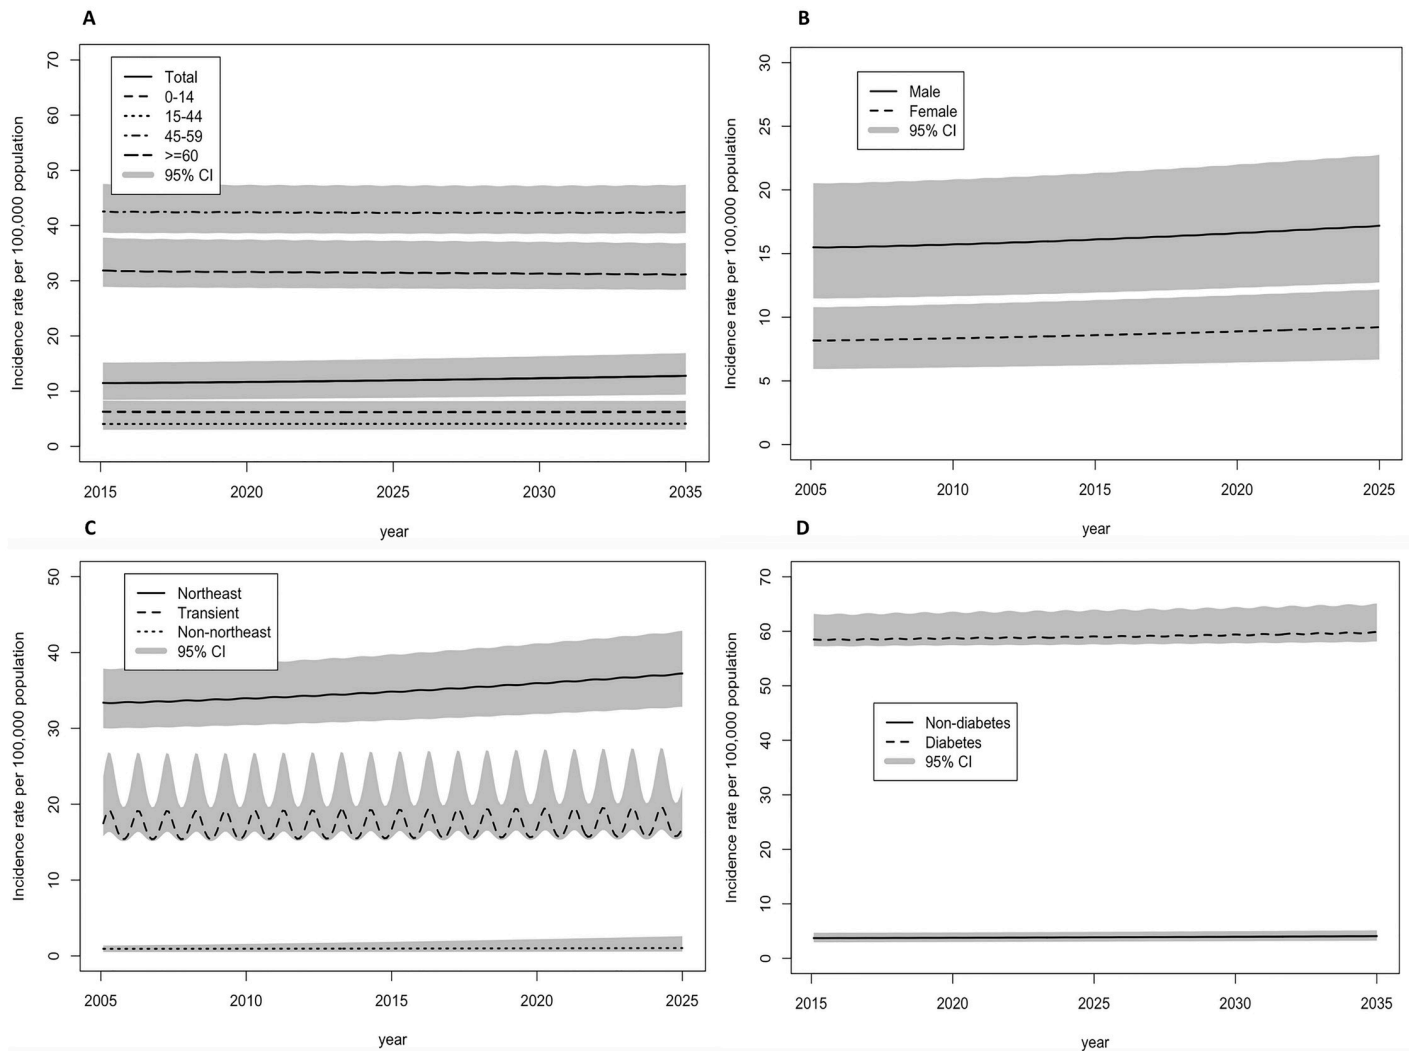 A
Incidence rate per 100,000 population
70
60
50
40
30
20
10
0
Total
0-14
15-44
45-59
>=60
95% CI
2015 2020 2025 2030 2035
year
B
Incidence rate per 100,000 population
30
25
20
15
10
5
0
Male
Female
95% CI
2005 2010 2015 2020 2025
year
C
Incidence rate per 100,000 population
50
40
30
20
10
0
Northeast
Transient
Non-northeast
95% CI
2005 2010 2015 2020 2025
year
D
Incidence rate per 100,000 population
70
60
50
40
30
20
10
0
Non-diabetes
Diabetes
95% CI
2015 2020 2025 2030 2035
year